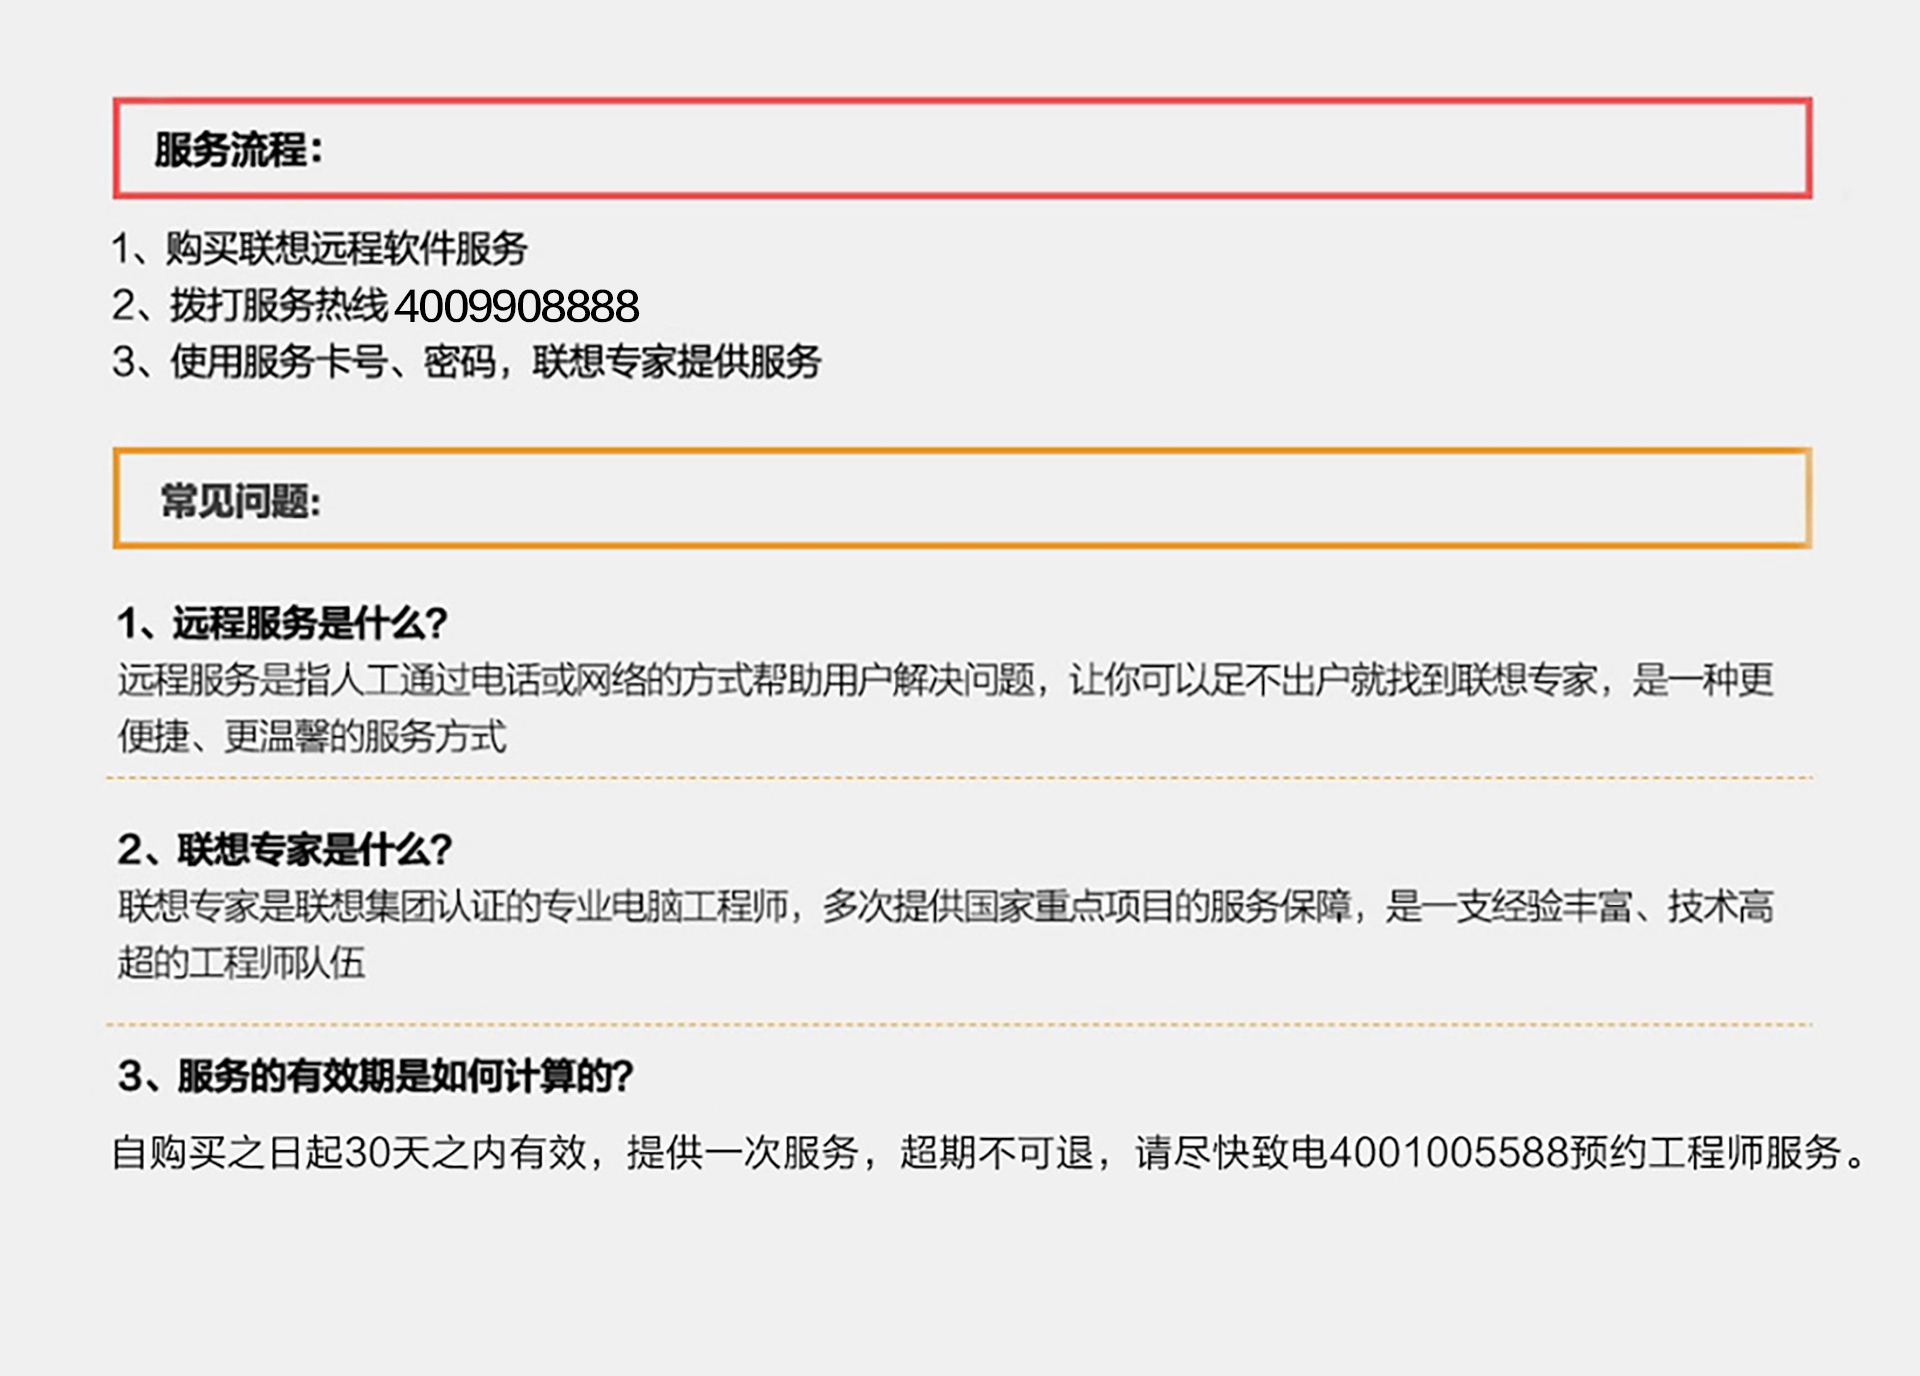 服务流程：
1、购买联想远程软件服务
2、拨打服务热线4009908888
3、使用服务卡号、密码，联想专家提供服务
常见问题:
1、远程服务是什么？
远程服务是指人工通过电话或网络的方式帮助用户解决问题，让你可以足不出户就找到联想专家，是一种更
便捷、更温馨的服务方式
2、联想专家是什么？
联想专家是联想集团认证的专业电脑工程师，多次提供国家重点项目的服务保障，是一支经验丰富、技术高
超的工程师队伍
3、服务的有效期是如何计算的？
自购买之日起30天之内有效，提供一次服务，超期不可退，请尽快致电4001005588预约工程师服务。